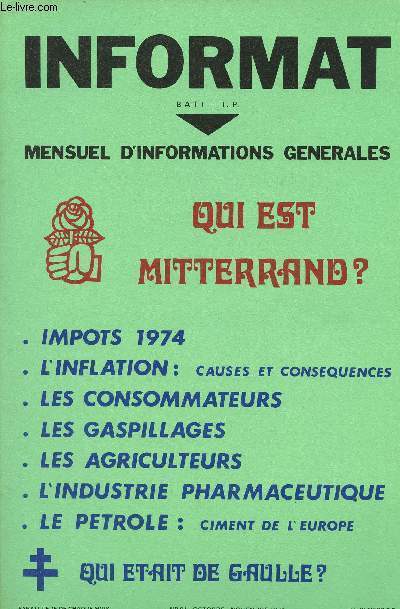 Le-livre.com
INFORMAT
BATI - T.P.
MENSUEL D'INFORMATIONS GENERALES
QUI EST
MITTERRAND?
. IMPOTS 1974
. L'INFLATION : CAUSES ET CONSEQUENCES
. LES CONSOMMATEURS
. LES GASPILLAGES
. LES AGRICULTEURS
. L'INDUSTRIE PHARMACEUTIQUE
. LE PETROLE : CIMENT DE L'EUROPE
QUI ETAIT DE GAULLE?